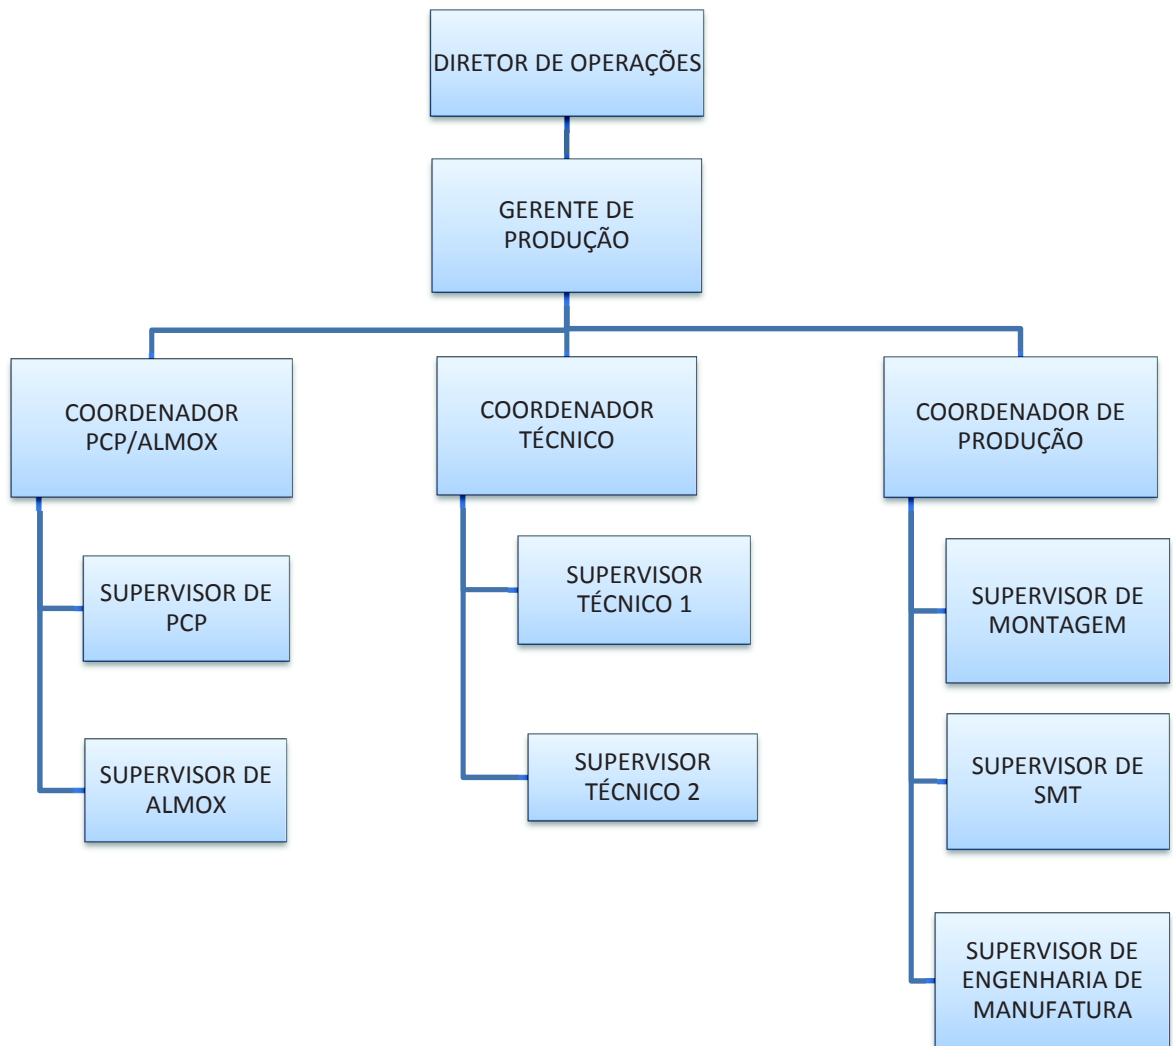 DIRETOR DE OPERAÇÕES
GERENTE DE
PRODUÇÃO
COORDENADOR
PCP/ALMOX
COORDENADOR
TÉCNICO
COORDENADOR DE
PRODUÇÃO
SUPERVISOR DE
PCP
SUPERVISOR DE
ALMOX
SUPERVISOR
TÉCNICO 1
SUPERVISOR
TÉCNICO 2
SUPERVISOR DE
MONTAGEM
SUPERVISOR DE
SMT
SUPERVISOR DE
ENGENHARIA DE
MANUFATURA